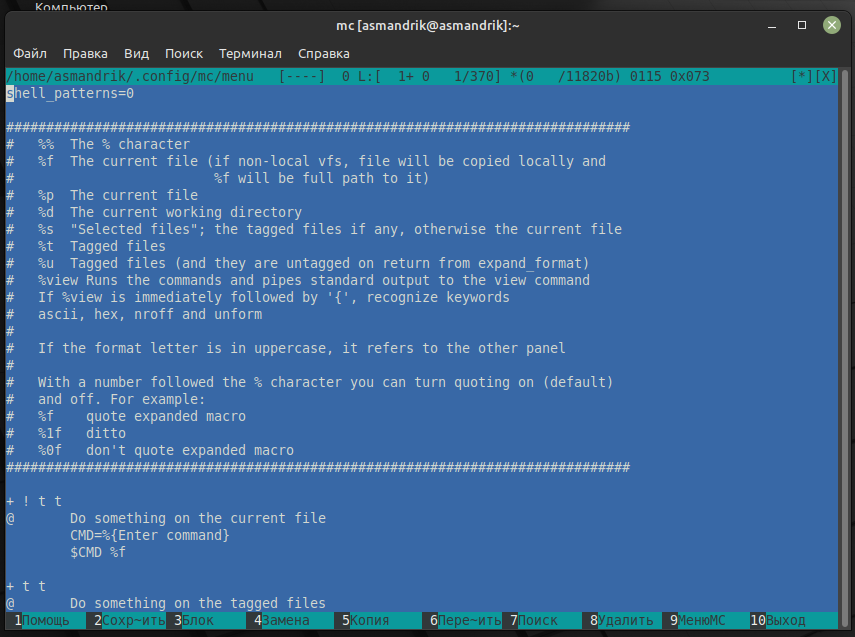 Компьютер
mc [asmandrik@asmandrik]:~
Файл Правка Вид Поиск Терминал Справка
/home/asmandrik/.config/mc/menu [----] 0 L:[ 1+ 0 1/370] *(0 /11820b) 0115 0x073 [*][X]
shell_patterns=0
##############################################################################
# %% The % character
# %f The current file (if non-local vfs, file will be copied locally and
# %f will be full path to it)
# %p The current file
# %d The current working directory
# %s "Selected files"; the tagged files if any, otherwise the current file
# %t Tagged files
# %u Tagged files (and they are untagged on return from expand_format)
# %view Runs the commands and pipes standard output to the view command
# If %view is immediately followed by '{', recognize keywords
# ascii, hex, nroff and unform
#
# If the format letter is in uppercase, it refers to the other panel
#
# With a number followed the % character you can turn quoting on (default)
# and off. For example:
# %f quote expanded macro
# %1f ditto
# %0f don't quote expanded macro
##############################################################################
+ ! t t
@ Do something on the current file
CMD=%{Enter command}
$CMD %f
+ t t
@ Do something on the tagged files
1Помощь 2Сохр~ить 3Блок 4Замена 5Копия 6Пере~ить 7Поиск 8Удалить 9МенюMC 10Выход